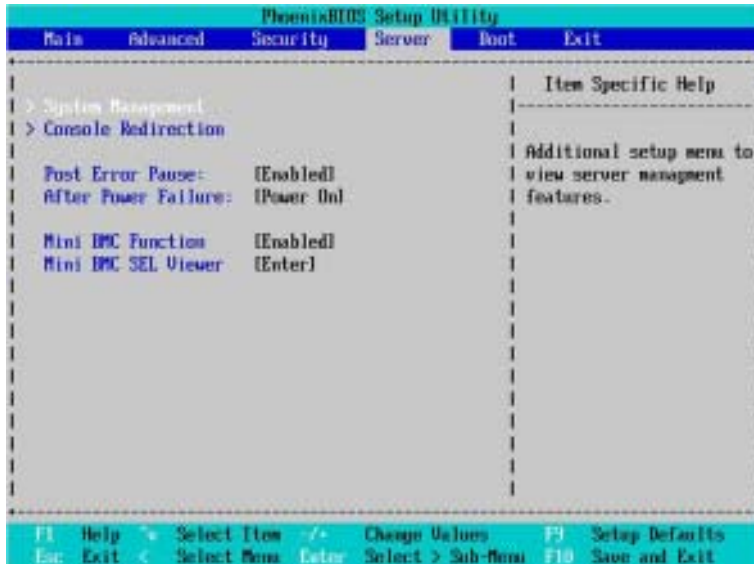 PhoenixBIOS Setup Utility
Main Advanced Security Server Boot Exit
Item Specific Help
> System Management
> Console Redirection
Additional setup menu to
view server managment
features.
Post Error Pause: [Enabled]
After Power Failure: [Power On]
Mini BMC Function [Enabled]
Mini BMC SEL Viewer [Enter]
F1 Help Select Item -/+ Change Values F9 Setup Defaults
Esc Exit < Select Menu Enter Select > Sub-Menu F10 Save and Exit